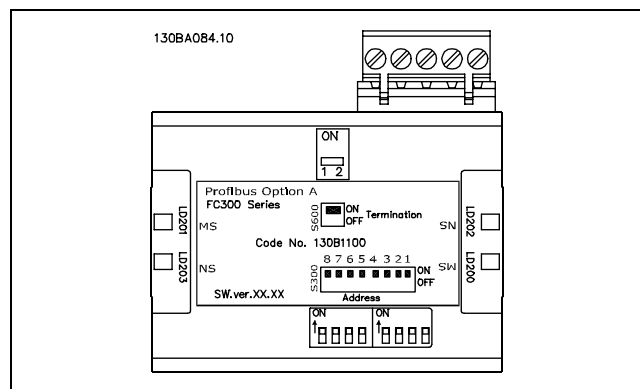 130BA084.10
ON
1 2
Profibus Option A
FC300 Series
S600
ON
OFF
Termination
LD201
MS
NS
LD202
Code No. 130B1100
LD203
NS
MS
LD200
8 7 6 5 4 3 2 1
S300
ON
OFF
SW.ver.XX.XX
Address
ON
ON